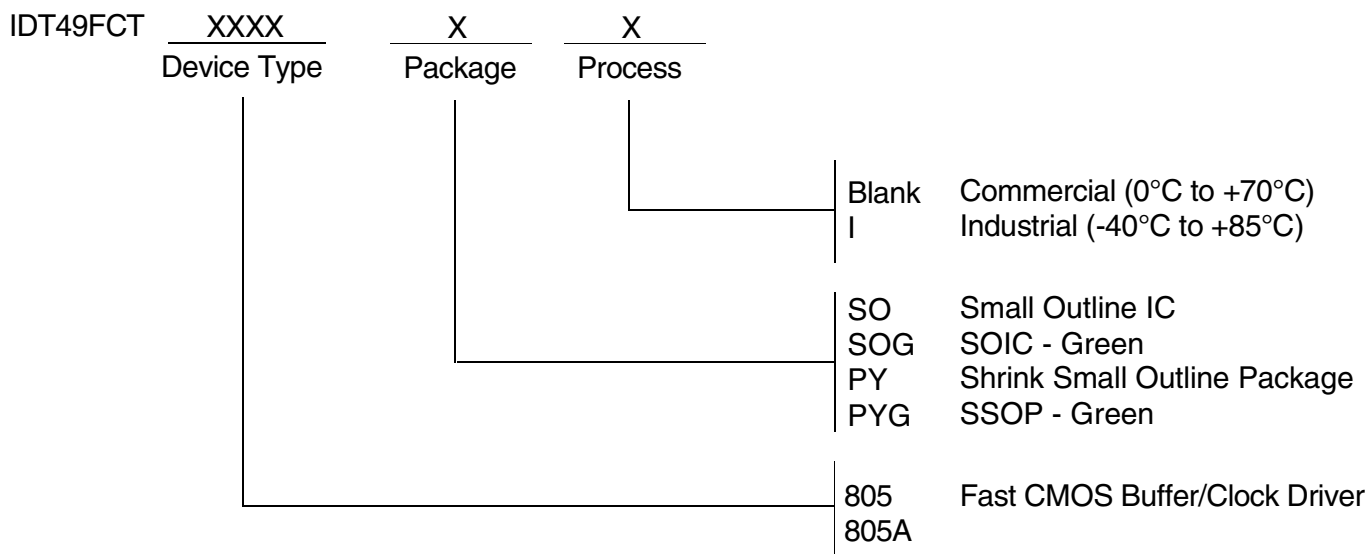 IDT49FCT XXXX X X
Device Type Package Process
Blank Commercial (0°C to +70°C)
I Industrial (-40°C to +85°C)
SO Small Outline IC
SOG SOIC - Green
PY Shrink Small Outline Package
PYG SSOP - Green
805 Fast CMOS Buffer/Clock Driver
805A